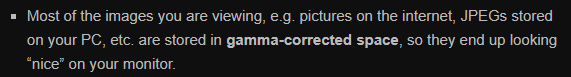 ▪ Most of the images you are viewing, e.g. pictures on the internet, JPEGs stored
on your PC, etc. are stored in gamma-corrected space, so they end up looking
“nice” on your monitor.